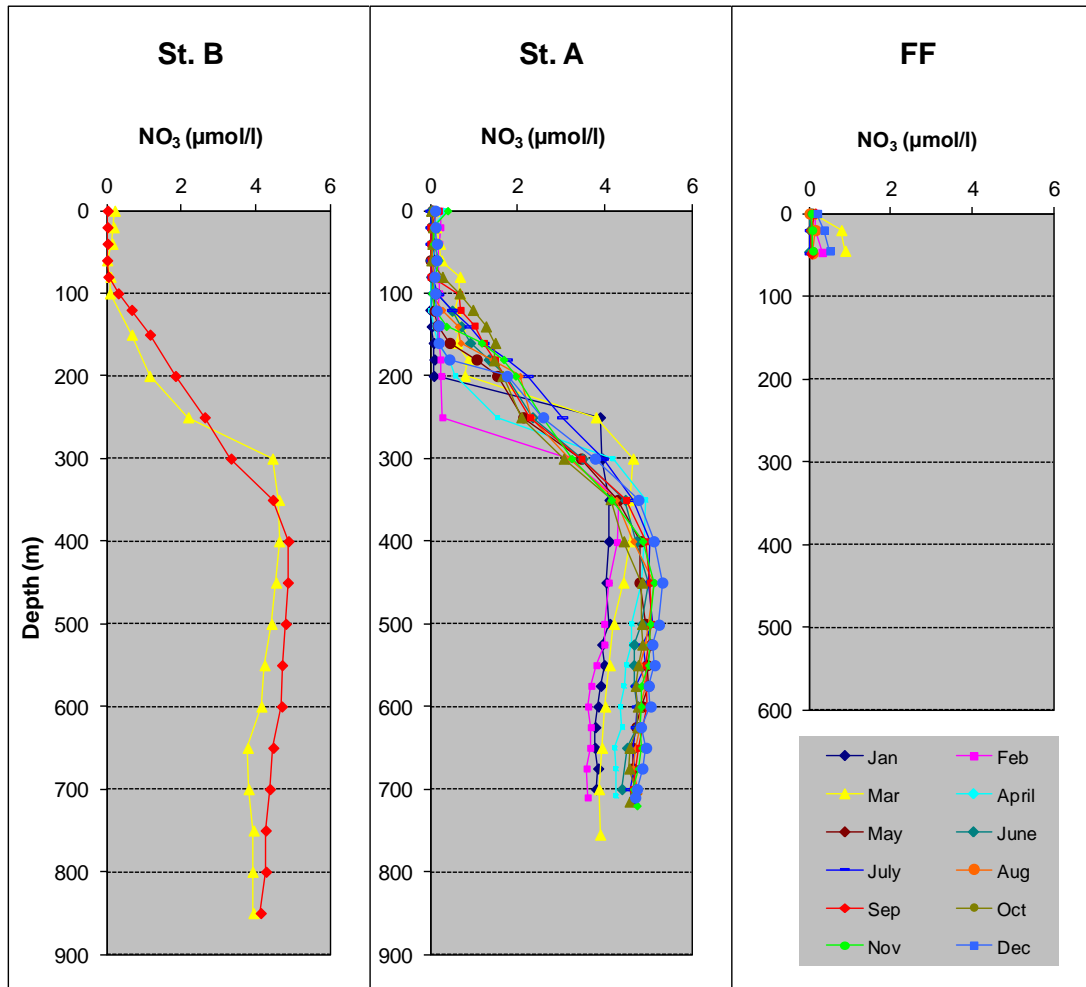 St. B
NO3 (µmol/l)
0 2 4 6
0
100
200
300
400
500
600
700
800
900
Depth (m)
St. A
NO3 (µmol/l)
0 2 4 6
0
100
200
300
400
500
600
700
800
900
FF
NO3 (µmol/l)
0 1 2 3 4 5 6
0
100
200
300
400
500
600
Jan Feb
Mar April
May June
July Aug
Sep Oct
Nov Dec